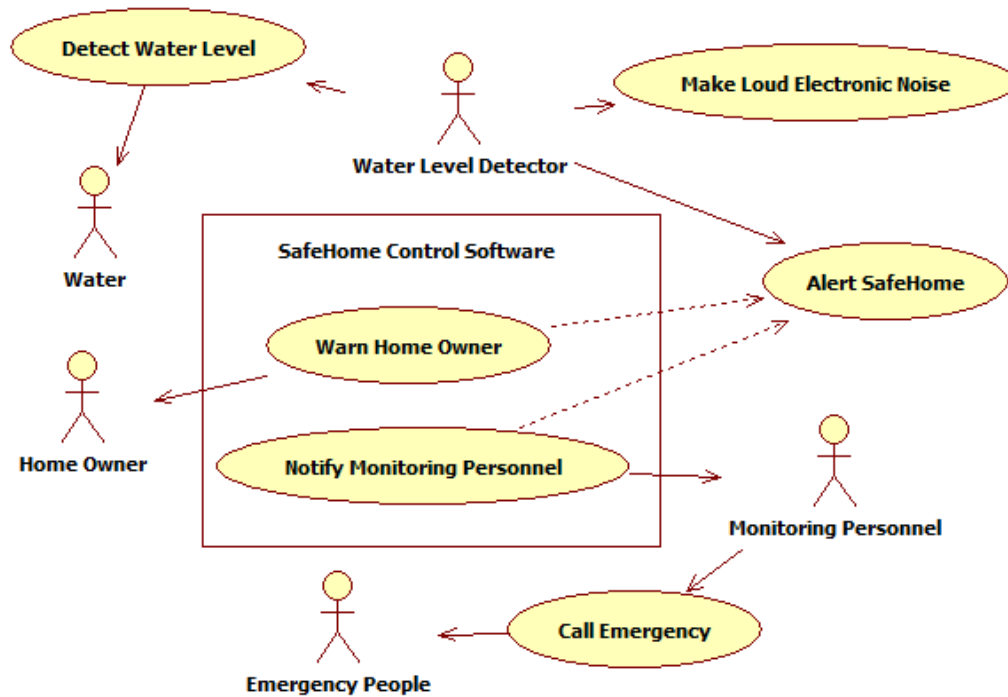 Detect Water Level
Make Loud Electronic Noise
Water Level Detector
Water
SafeHome Control Software
Alert SafeHome
Warn Home Owner
Home Owner
Notify Monitoring Personnel
Monitoring Personnel
Call Emergency
Emergency People